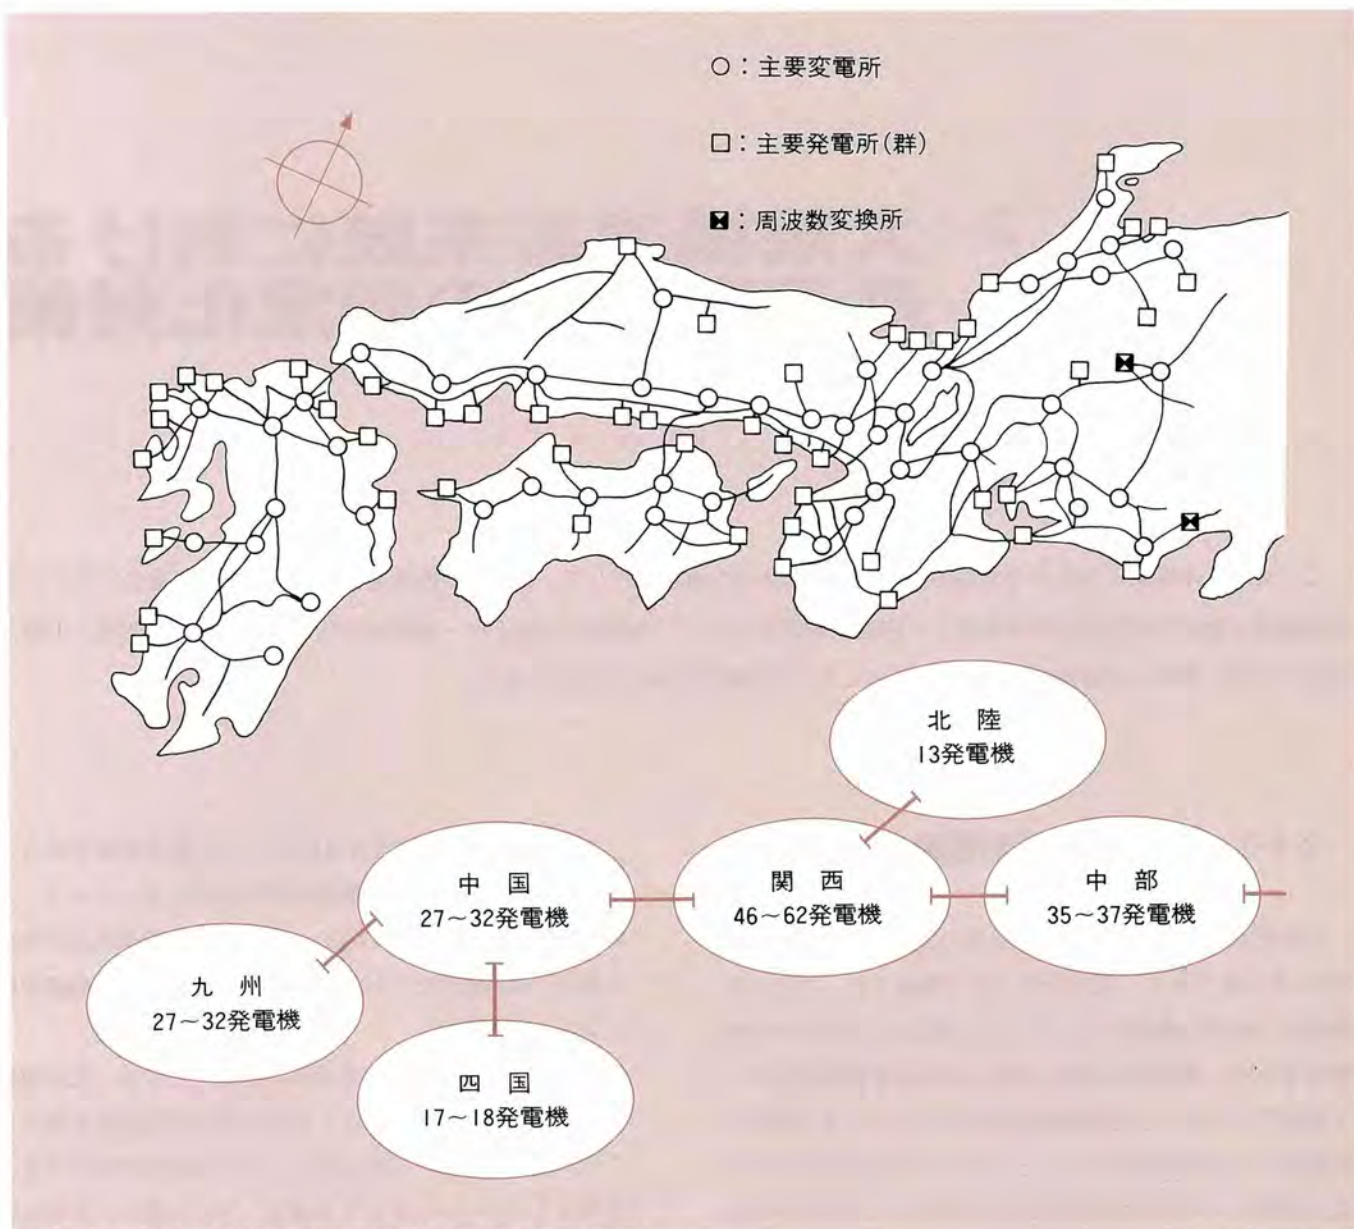 ○：主要変電所
□：主要発電所(群)
：周波数変換所
北 陸
13発電機
中 国
27～32発電機
関 西
46～62発電機
中 部
35～37発電機
九 州
27～32発電機
四 国
17～18発電機